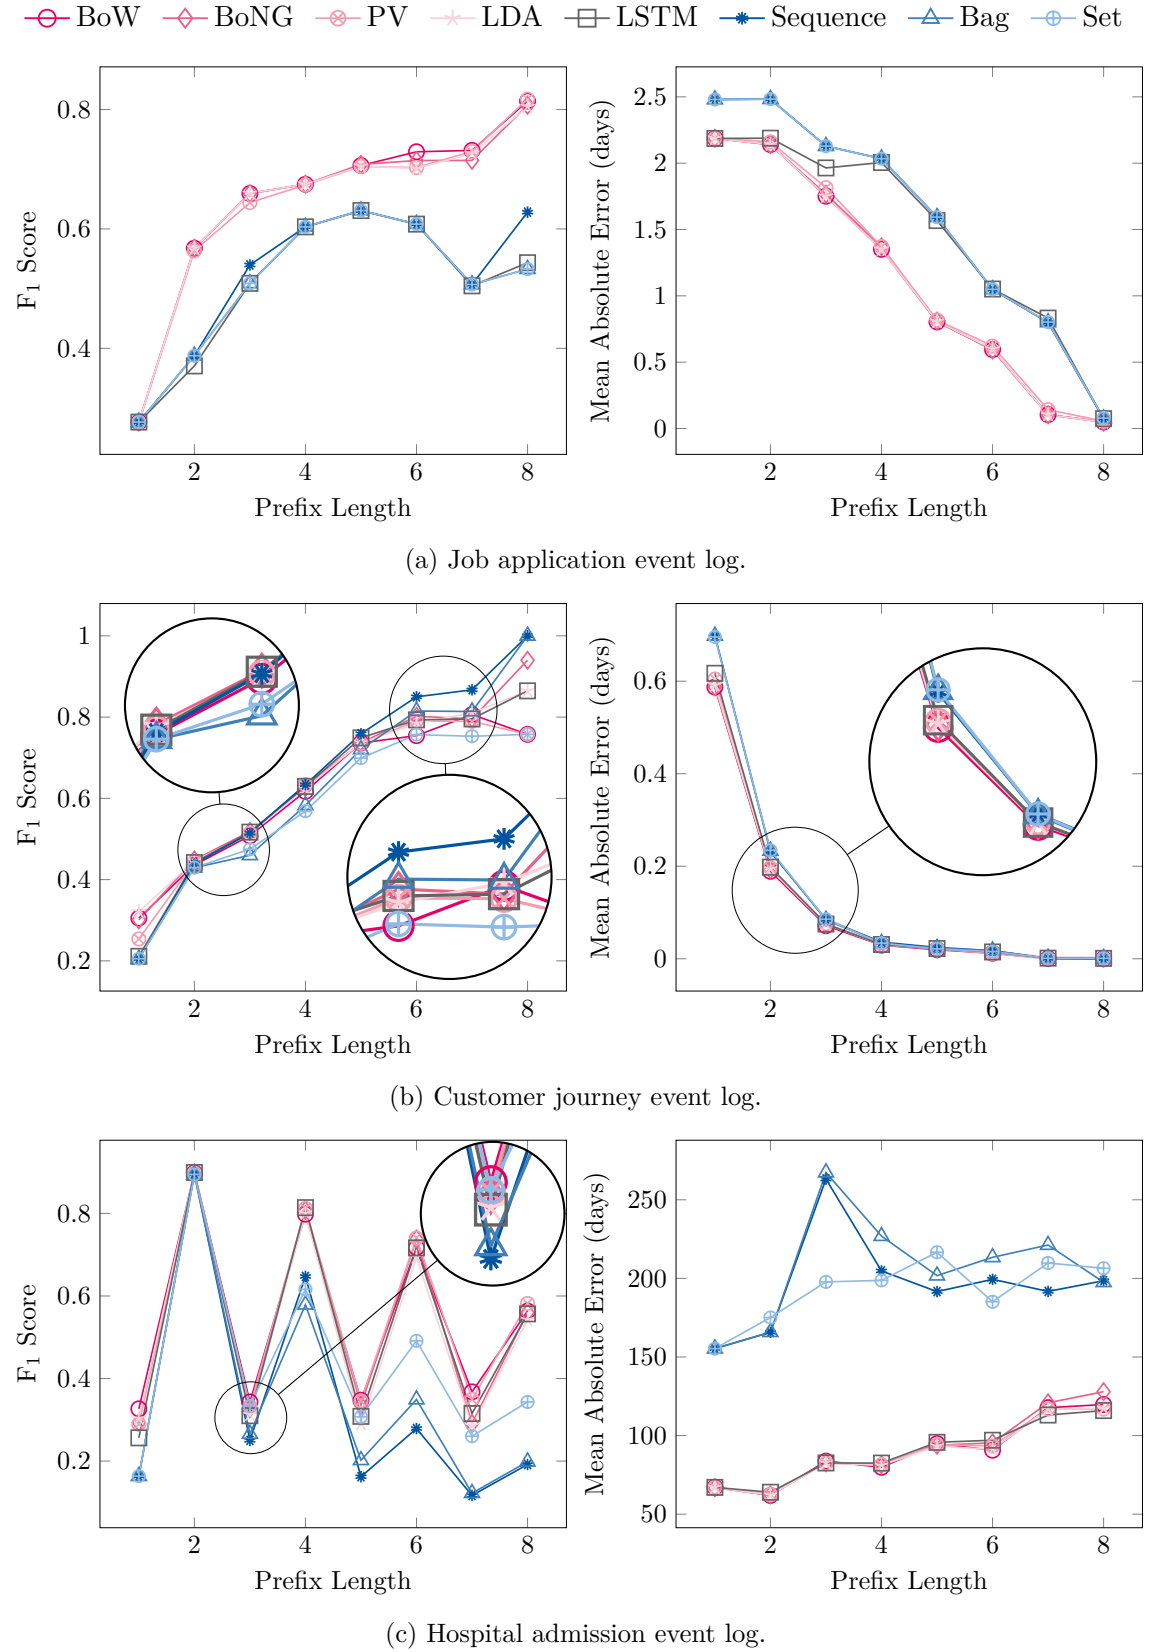 BoW BoNG PV LDA LSTM Sequence Bag Set
0.8
0.6
0.4
F1 Score
2 4 6 8
Prefix Length
2.5
2
1.5
1
0.5
0
Mean Absolute Error (days)
2 4 6 8
Prefix Length
(a) Job application event log.
1
0.8
0.6
0.4
0.2
F1 Score
2 4 6 8
Prefix Length
0.6
0.4
0.2
0
Mean Absolute Error (days)
2 4 6 8
Prefix Length
(b) Customer journey event log.
0.8
0.6
0.4
0.2
F1 Score
2 4 6 8
Prefix Length
250
200
150
100
50
Mean Absolute Error (days)
2 4 6 8
Prefix Length
(c) Hospital admission event log.